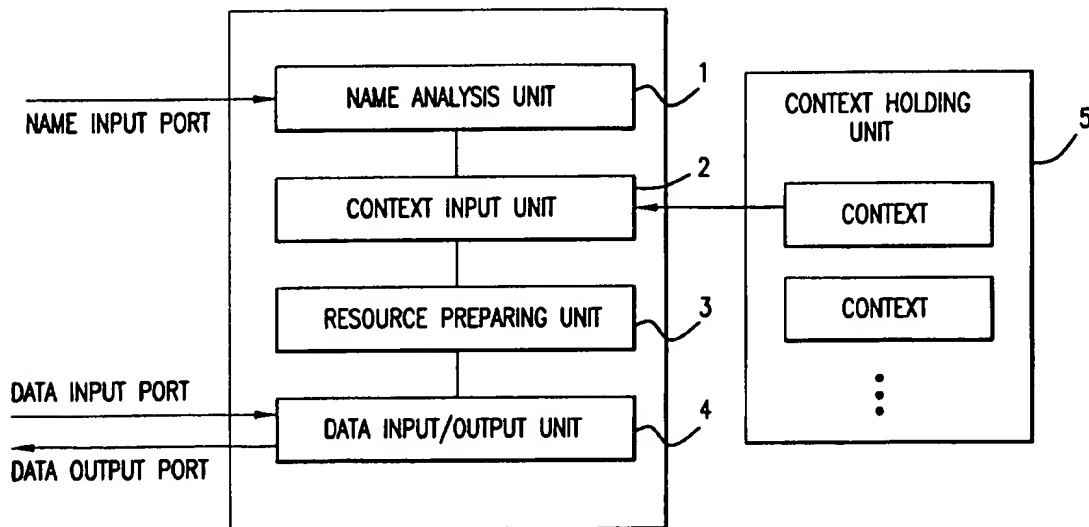 NAME INPUT PORT
NAME ANALYSIS UNIT
1
CONTEXT INPUT UNIT
2
RESOURCE PREPARING UNIT
3
DATA INPUT PORT
DATA OUTPUT PORT
DATA INPUT/OUTPUT UNIT
4
CONTEXT HOLDING
UNIT
5
CONTEXT
CONTEXT